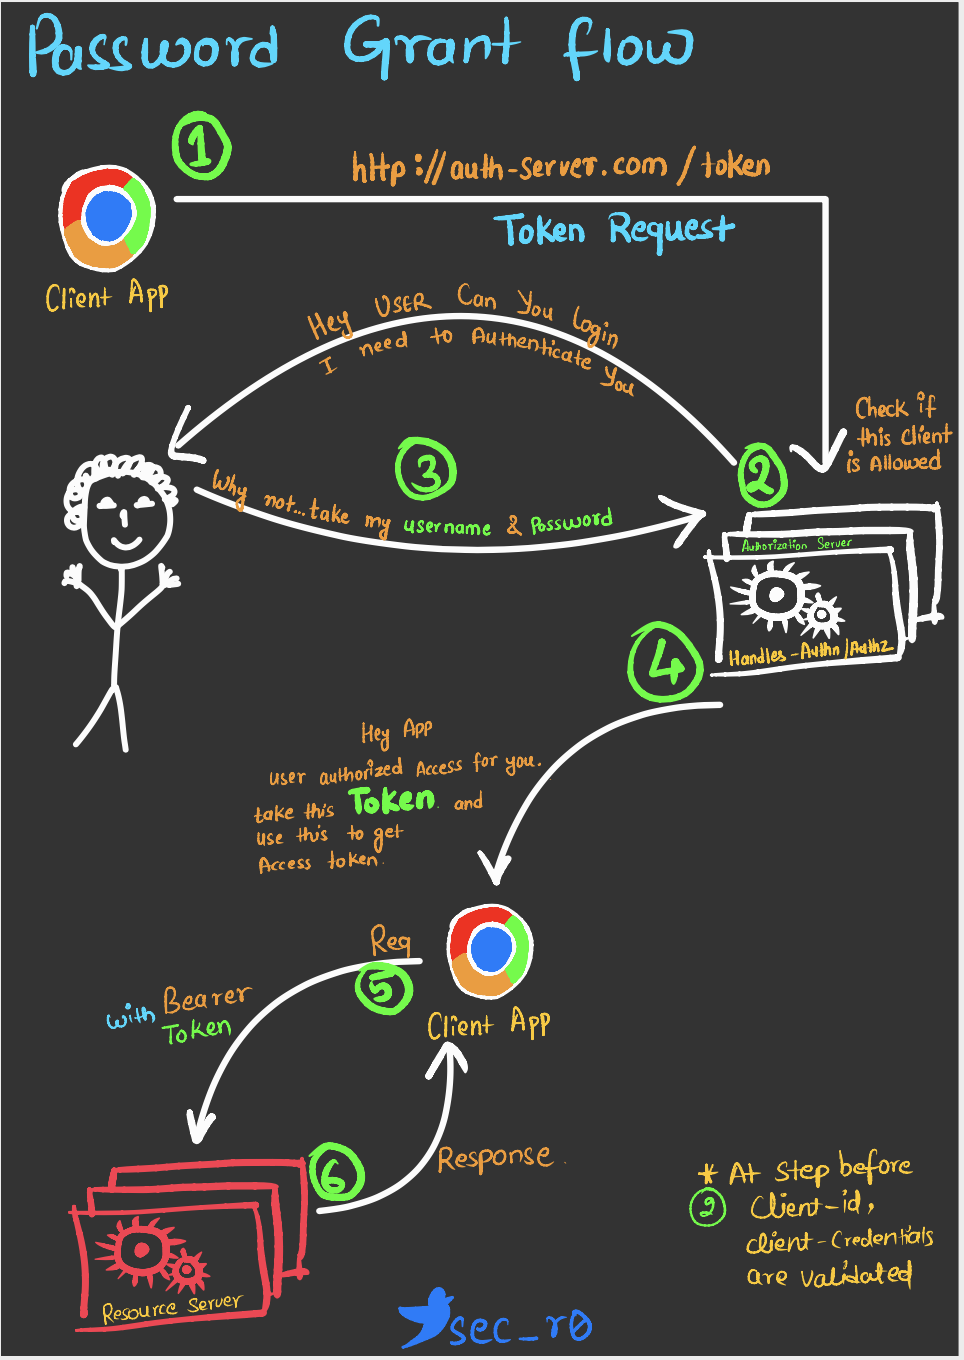 Password Grant flow
1
http://auth-server.com/token
Token Request
Client App
Hey USER Can You login
I need to Authenticate You
Check if
this Client
is Allowed
2
3
Why not...take my username & Password
Authorization Server
Handles-Authn/Authz
4
Hey App
user authorized Access for you.
take this Token. and
use this to get
Access token.
Req
5
with Bearer
Token
Client App
6
Response.
* At step before
2 Client-id,
client-Credentials
are validated
Resource Server
sec_r0